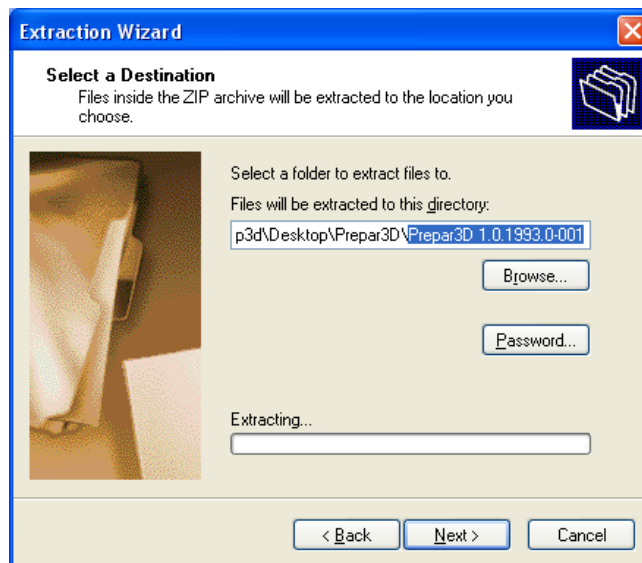 Extraction Wizard
Select a Destination
Files inside the ZIP archive will be extracted to the location you
choose.
Select a folder to extract files to.
Files will be extracted to this directory:
p3d\Desktop\Prepar3D\Prepar3D 1.0.1993.0-001
Browse...
Password...
Extracting...
< Back
Next >
Cancel